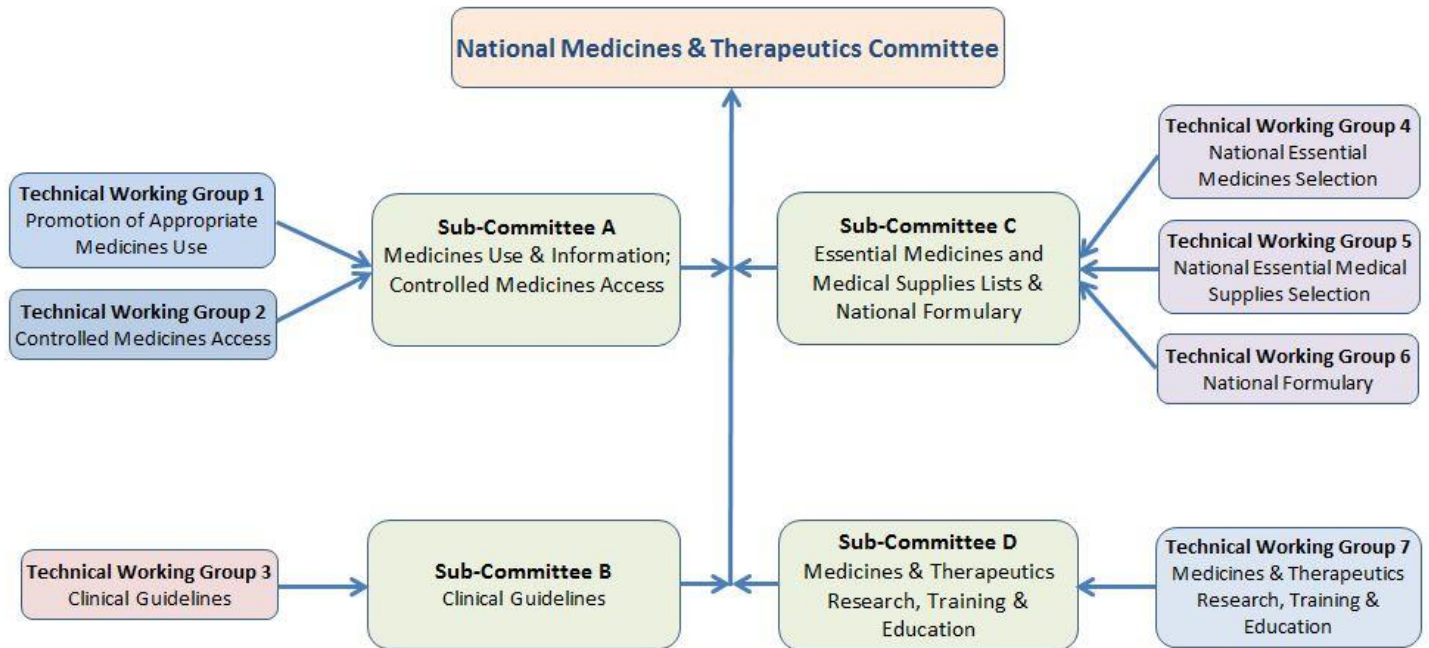 National Medicines & Therapeutics Committee
Technical Working Group 1
Promotion of Appropriate
Medicines Use
Technical Working Group 2
Controlled Medicines Access
Sub-Committee A
Medicines Use & Information;
Controlled Medicines Access
Sub-Committee C
Essential Medicines and
Medical Supplies Lists &
National Formulary
Technical Working Group 4
National Essential
Medicines Selection
Technical Working Group 5
National Essential Medical
Supplies Selection
Technical Working Group 6
National Formulary
Technical Working Group 3
Clinical Guidelines
Sub-Committee B
Clinical Guidelines
Sub-Committee D
Medicines & Therapeutics
Research, Training &
Education
Technical Working Group 7
Medicines & Therapeutics
Research, Training &
Education